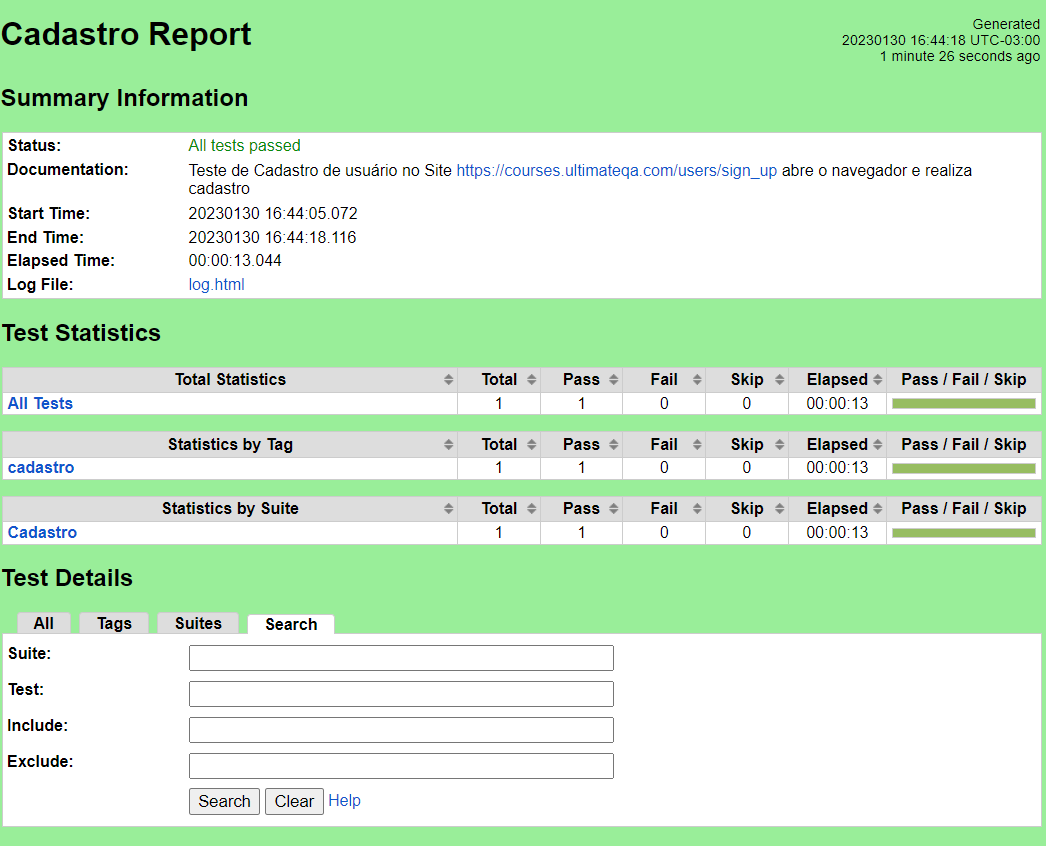 Cadastro Report
Generated
20230130 16:44:18 UTC-03:00
1 minute 26 seconds ago
Summary Information
Status: All tests passed
Documentation: Teste de Cadastro de usuário no Site https://courses.ultimateqa.com/users/sign_up abre o navegador e realiza
cadastro
Start Time: 20230130 16:44:05.072
End Time: 20230130 16:44:18.116
Elapsed Time: 00:00:13.044
Log File: log.html
Test Statistics
Total Statistics Total Pass Fail Skip Elapsed Pass / Fail / Skip
All Tests 1 1 0 0 00:00:13
Statistics by Tag Total Pass Fail Skip Elapsed Pass / Fail / Skip
cadastro 1 1 0 0 00:00:13
Statistics by Suite Total Pass Fail Skip Elapsed Pass / Fail / Skip
Cadastro 1 1 0 0 00:00:13
Test Details
All Tags Suites Search
Suite:
Test:
Include:
Exclude:
Search Clear Help